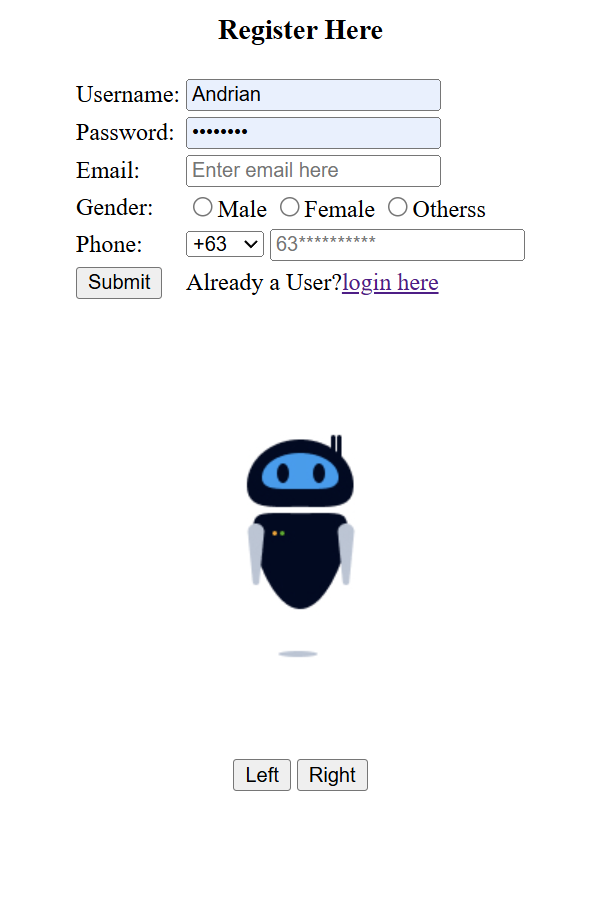 Register Here
Username: Andrian
Password: ••••••••
Email: Enter email here
Gender: Male Female Otherss
Phone: +63 63**********
Submit Already a User?login here
Left Right